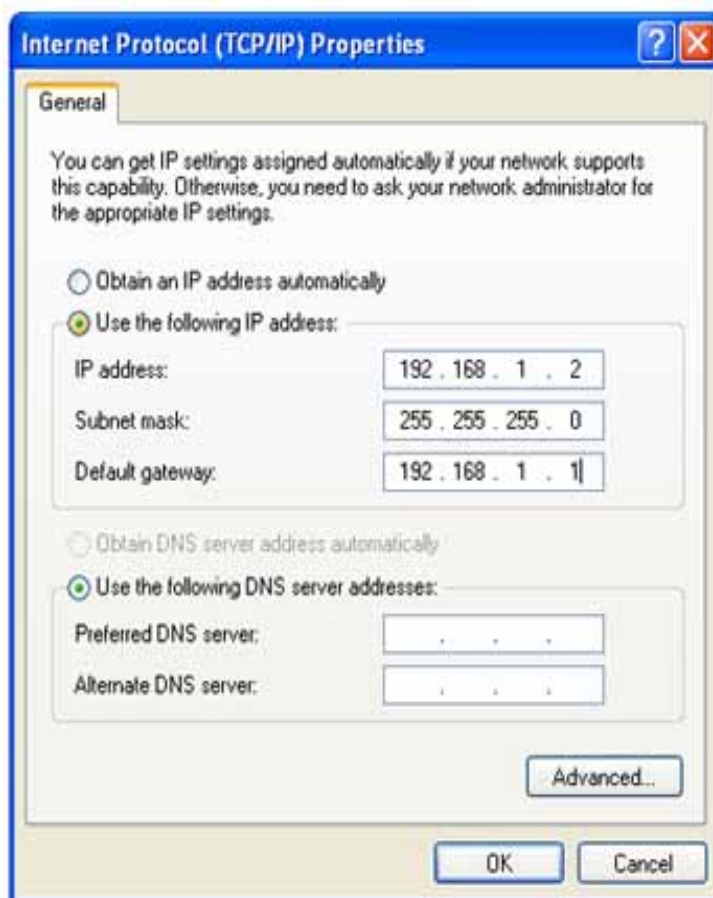 Internet Protocol (TCP/IP) Properties
General
You can get IP settings assigned automatically if your network supports
this capability. Otherwise, you need to ask your network administrator for
the appropriate IP settings.
Obtain an IP address automatically
Use the following IP address:
IP address: 192 . 168 . 1 . 2
Subnet mask: 255 . 255 . 255 . 0
Default gateway: 192 . 168 . 1 . 1
Obtain DNS server address automatically
Use the following DNS server addresses:
Preferred DNS server: . . .
Alternate DNS server: . . .
Advanced...
OK Cancel